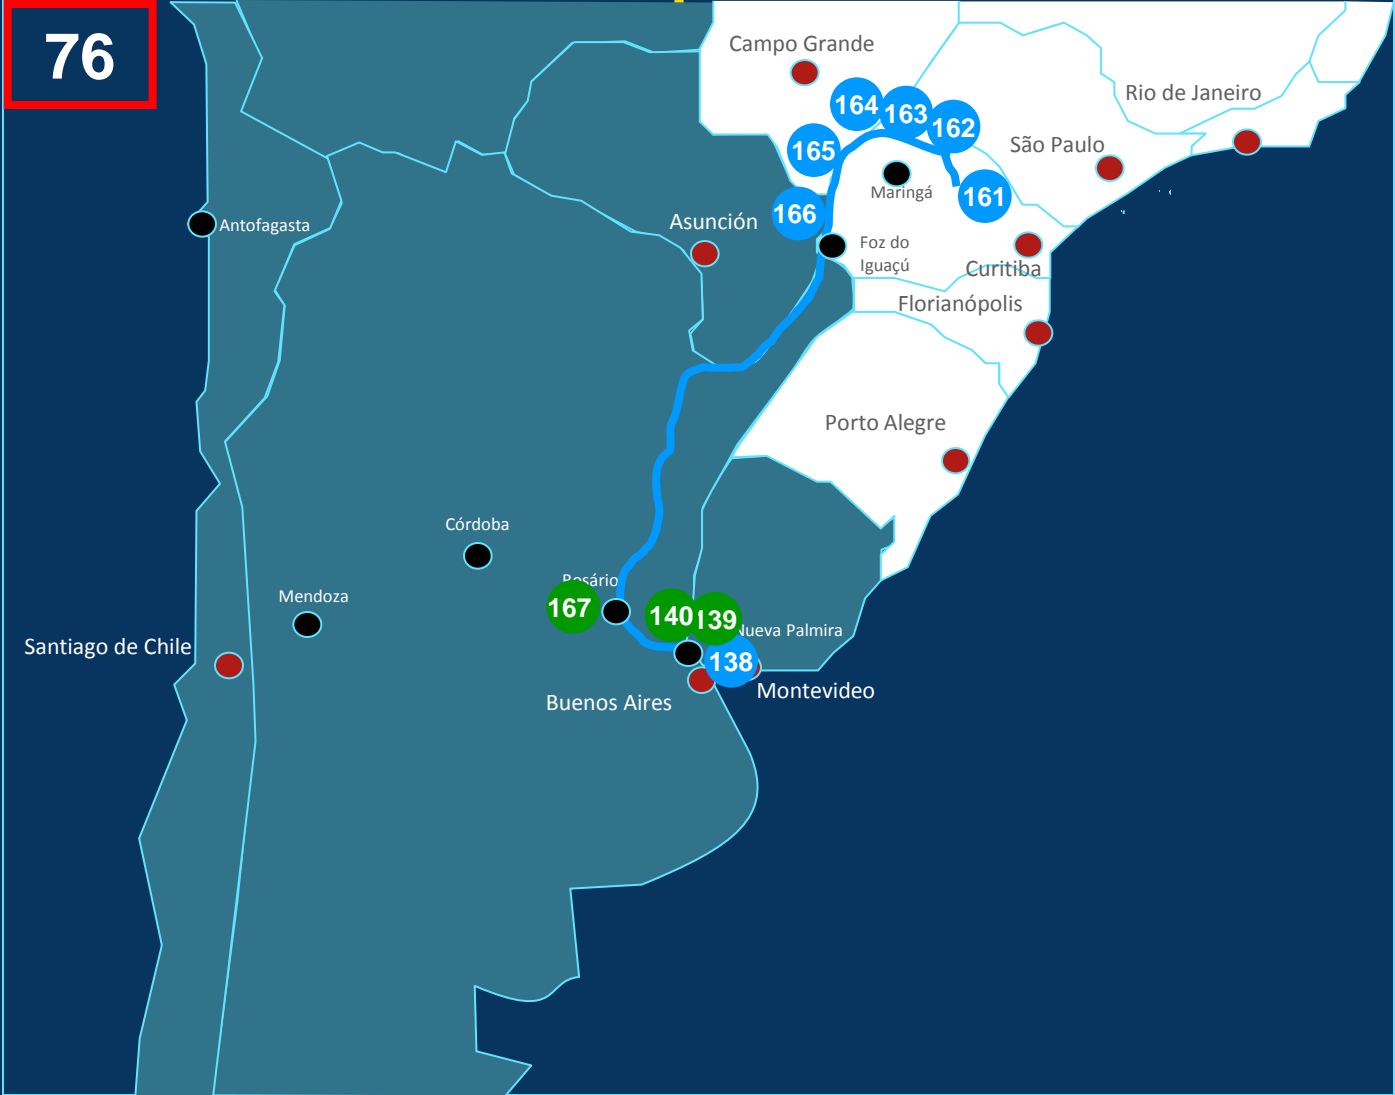 76
Campo Grande
Rio de Janeiro
164
163
162
São Paulo
165
Maringá
161
166
Asunción
Antofagasta
Foz do
Iguaçú
Curitiba
Florianópolis
Porto Alegre
Córdoba
Rosário
Mendoza
167
140
139
Nueva Palmira
Santiago de Chile
138
Montevideo
Buenos Aires